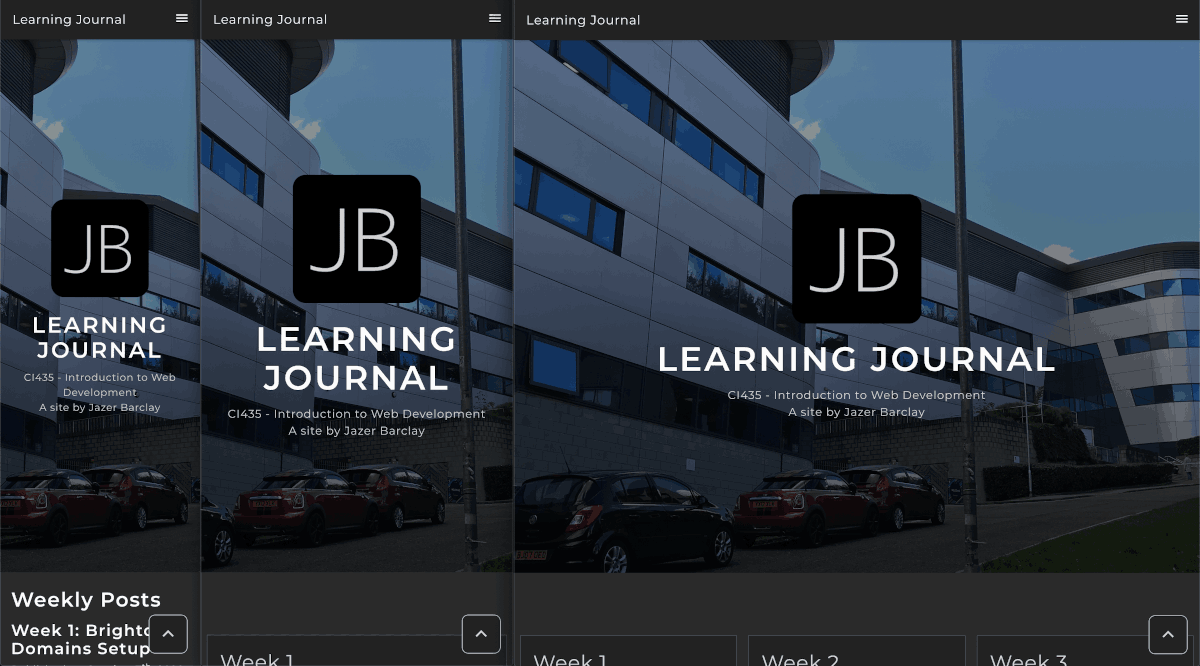 Learning Journal
JB
LEARNING
JOURNAL
CI435 - Introduction to Web
Development
A site by Jazer Barclay
Weekly Posts
Week 1: Brighto
Domains Setup
Learning Journal
JB
LEARNING
JOURNAL
CI435 - Introduction to Web Development
A site by Jazer Barclay
Week 1
Learning Journal
JB
LEARNING JOURNAL
CI435 - Introduction to Web Development
A site by Jazer Barclay
Week 1
Week 2
Week 3